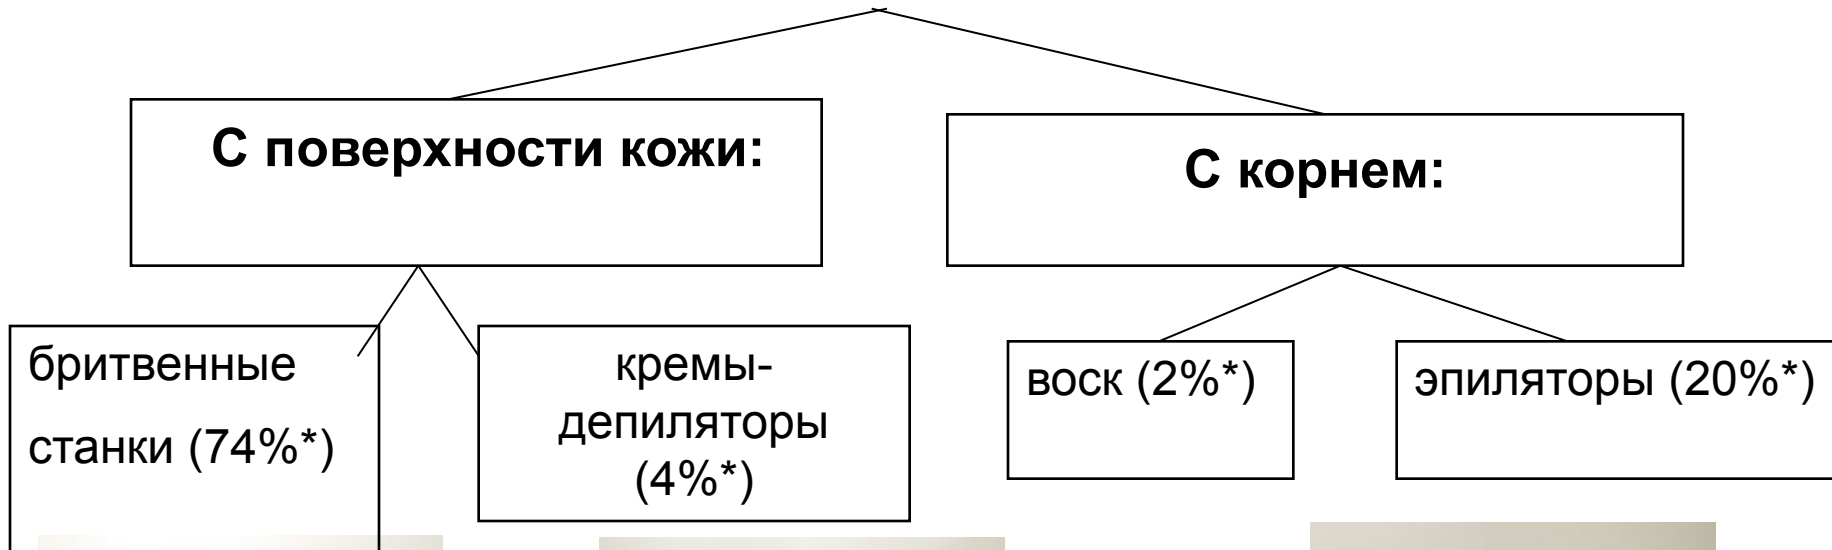 С поверхности кожи:
С корнем:
бритвенные
станки (74%*)
кремы-
депиляторы
(4%*)
воск (2%*)
эпиляторы (20%*)